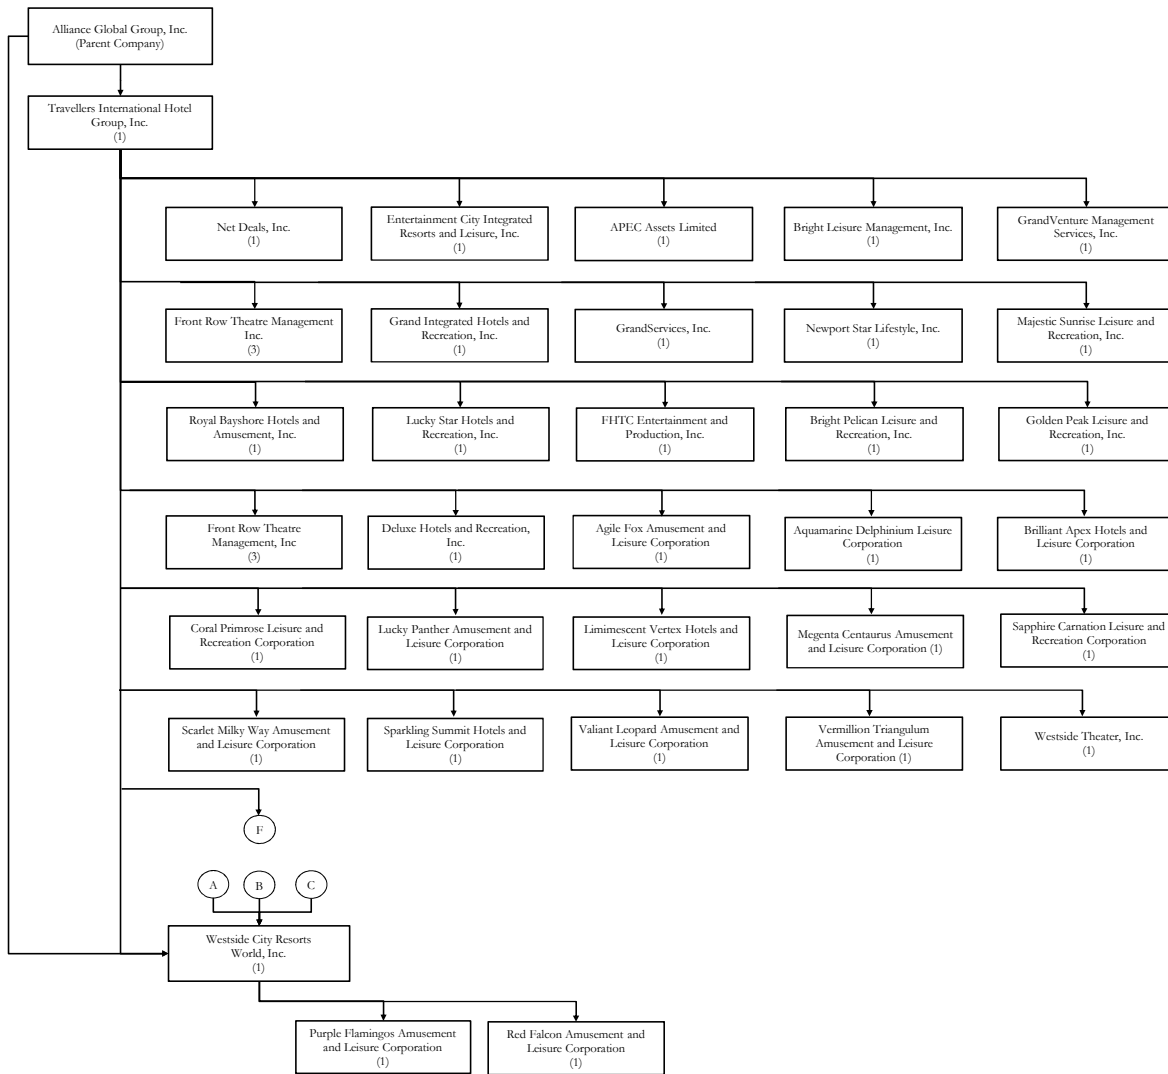 Alliance Global Group, Inc.
(Parent Company)
Travellers International Hotel
Group, Inc.
(1)
Net Deals, Inc.
(1)
Entertainment City Integrated
Resorts and Leisure, Inc.
(1)
APEC Assets Limited
(1)
Bright Leisure Management, Inc.
(1)
GrandVenture Management
Services, Inc.
(1)
Front Row Theatre Management
Inc.
(3)
Grand Integrated Hotels and
Recreation, Inc.
(1)
GrandServices, Inc.
(1)
Newport Star Lifestyle, Inc.
(1)
Majestic Sunrise Leisure and
Recreation, Inc.
(1)
Royal Bayshore Hotels and
Amusement, Inc.
(1)
Lucky Star Hotels and
Recreation, Inc.
(1)
FHTC Entertainment and
Production, Inc.
(1)
Bright Pelican Leisure and
Recreation, Inc.
(1)
Golden Peak Leisure and
Recreation, Inc.
(1)
Front Row Theatre
Management, Inc
(3)
Deluxe Hotels and Recreation,
Inc.
(1)
Agile Fox Amusement and
Leisure Corporation
(1)
Aquamarine Delphinium Leisure
Corporation
(1)
Brilliant Apex Hotels and
Leisure Corporation
(1)
Coral Primrose Leisure and
Recreation Corporation
(1)
Lucky Panther Amusement and
Leisure Corporation
(1)
Limimescent Vertex Hotels and
Leisure Corporation
(1)
Megenta Centaurus Amusement
and Leisure Corporation (1)
Sapphire Carnation Leisure and
Recreation Corporation
(1)
Scarlet Milky Way Amusement
and Leisure Corporation
(1)
Sparkling Summit Hotels and
Leisure Corporation
(1)
Valiant Leopard Amusement and
Leisure Corporation
(1)
Vermillion Triangulum
Amusement and Leisure
Corporation (1)
Westside Theater, Inc.
(1)
F
A
B
C
Westside City Resorts
World, Inc.
(1)
Purple Flamingos Amusement
and Leisure Corporation
(1)
Red Falcon Amusement and
Leisure Corporation
(1)